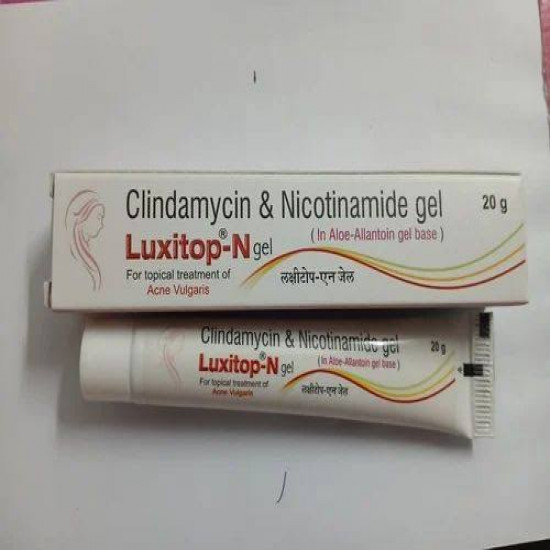 Clindamycin & Nicotinamide gel
20 g
Luxitop-N® gel
(In Aloe-Allantoin gel base)
For topical treatment of
Acne Vulgaris
लक्षीटोप-एन जेल
Clindamycin & Nicotinamide gel
20 g
Luxitop-N® gel
(In Aloe-Allantoin gel base)
For topical treatment of
Acne Vulgaris
लक्षीटोप-एन जेल